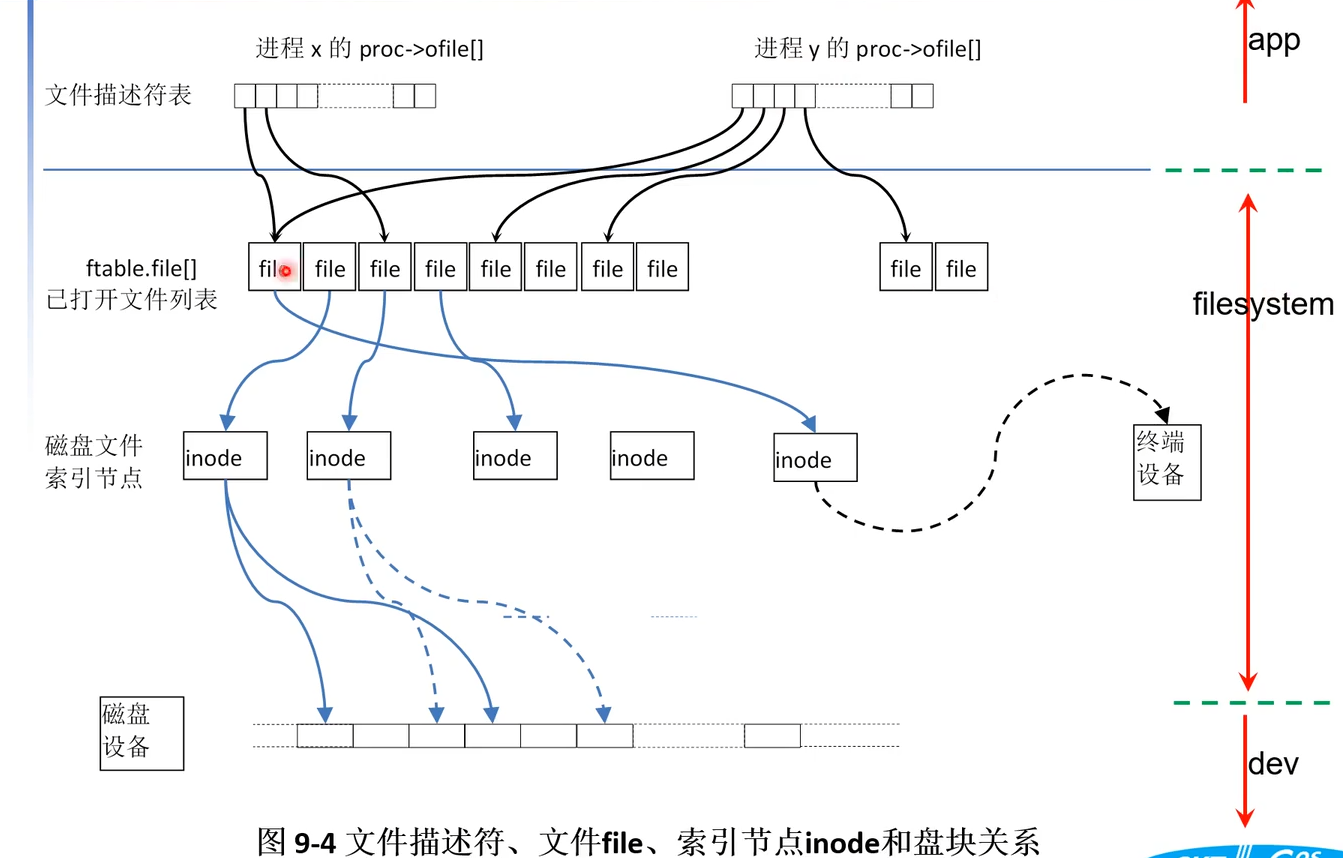 进程 x 的 proc->ofile[]
进程 y 的 proc->ofile[]
app
文件描述符表
ftable.file[]
已打开文件列表
file
file
file
file
file
file
file
file
file
filesystem
磁盘文件
索引节点
inode
inode
inode
inode
inode
终端
设备
磁盘
设备
dev
图 9-4 文件描述符、文件file、索引节点inode和盘块关系